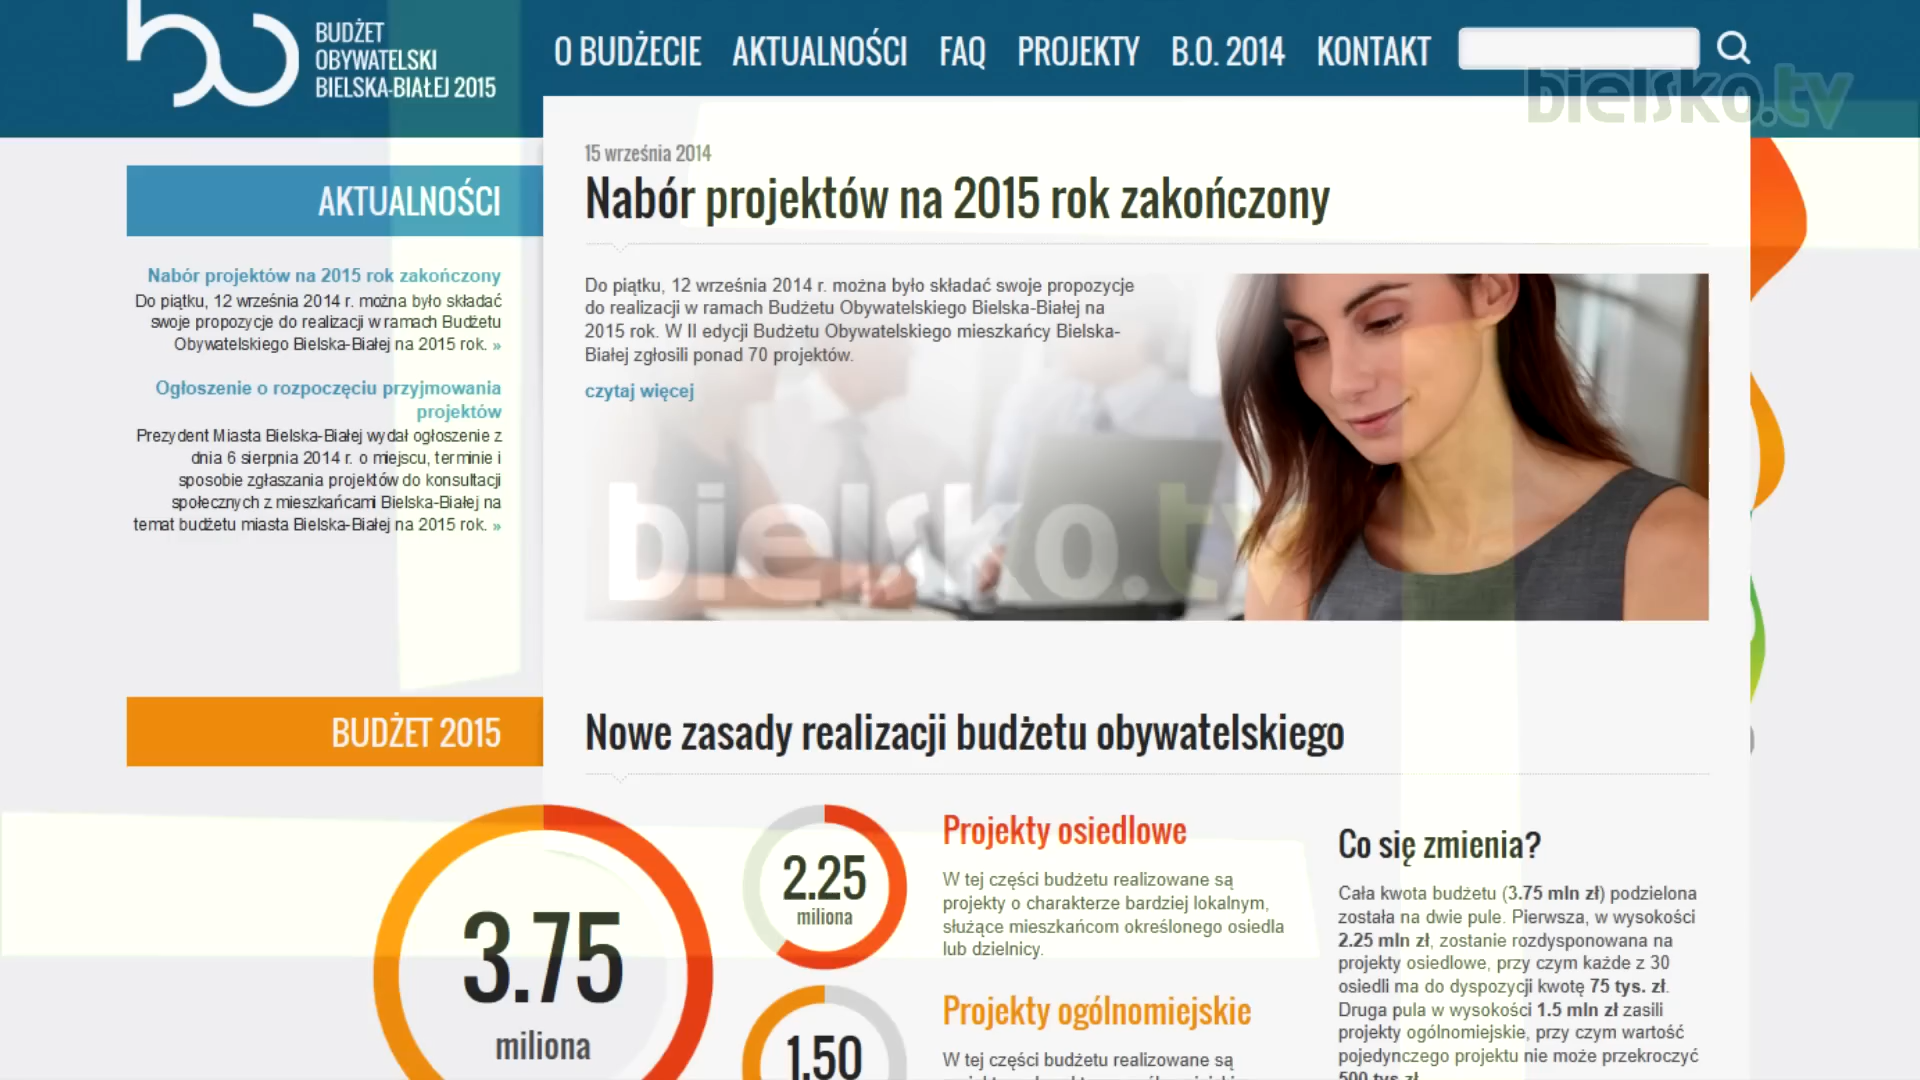 BUDŻET
OBYWATELSKI
BIELSKA-BIAŁEJ 2015
O BUDŻECIE AKTUALNOŚCI FAQ PROJEKTY B.O. 2014 KONTAKT
bielsko.tv
AKTUALNOŚCI
Nabór projektów na 2015 rok zakończony
Do piątku, 12 września 2014 r. można było składać
swoje propozycje do realizacji w ramach Budżetu
Obywatelskiego Bielska-Białej na 2015 rok. »
Ogłoszenie o rozpoczęciu przyjmowania
projektów
Prezydent Miasta Bielska-Białej wydał ogłoszenie z
dnia 6 sierpnia 2014 r. o miejscu, terminie i
sposobie zgłaszania projektów do konsultacji
społecznych z mieszkańcami Bielska-Białej na
temat budżetu miasta Bielska-Białej na 2015 rok. »
15 września 2014
Nabór projektów na 2015 rok zakończony
Do piątku, 12 września 2014 r. można było składać swoje propozycje
do realizacji w ramach Budżetu Obywatelskiego Bielska-Białej na
2015 rok. W II edycji Budżetu Obywatelskiego mieszkańcy Bielska-
Białej zgłosili ponad 70 projektów.
czytaj więcej
bielsko.tv
BUDŻET 2015
Nowe zasady realizacji budżetu obywatelskiego
3.75
miliona
2.25
miliona
1.50
Projekty osiedlowe
W tej części budżetu realizowane są
projekty o charakterze bardziej lokalnym,
służące mieszkańcom określonego osiedla
lub dzielnicy.
Projekty ogólnomiejskie
W tej części budżetu realizowane są
Co się zmienia?
Cała kwota budżetu (3.75 mln zł) podzielona
została na dwie pule. Pierwsza, w wysokości
2.25 mln zł, zostanie rozdysponowana na
projekty osiedlowe, przy czym każde z 30
osiedli ma do dyspozycji kwotę 75 tys. zł.
Druga pula w wysokości 1.5 mln zł zasili
projekty ogólnomiejskie, przy czym wartość
pojedynczego projektu nie może przekroczyć
500 tys. zł